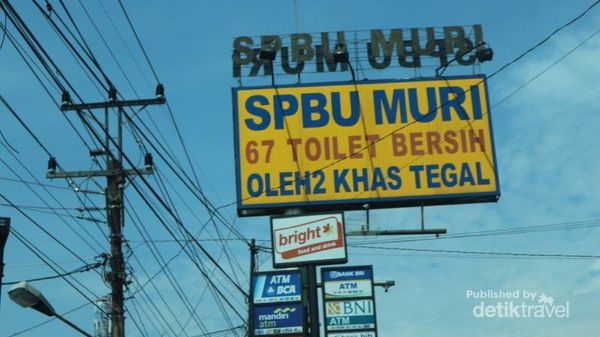 SPBU MURI
SPBU MURI
67 TOILET BERSIH
OLEH2 KHAS TEGAL
bright
food and drink
ATM
& BCA
mandiri
atm
BANK BRI
ATM
BNI
ATM
Published by
detiktravel